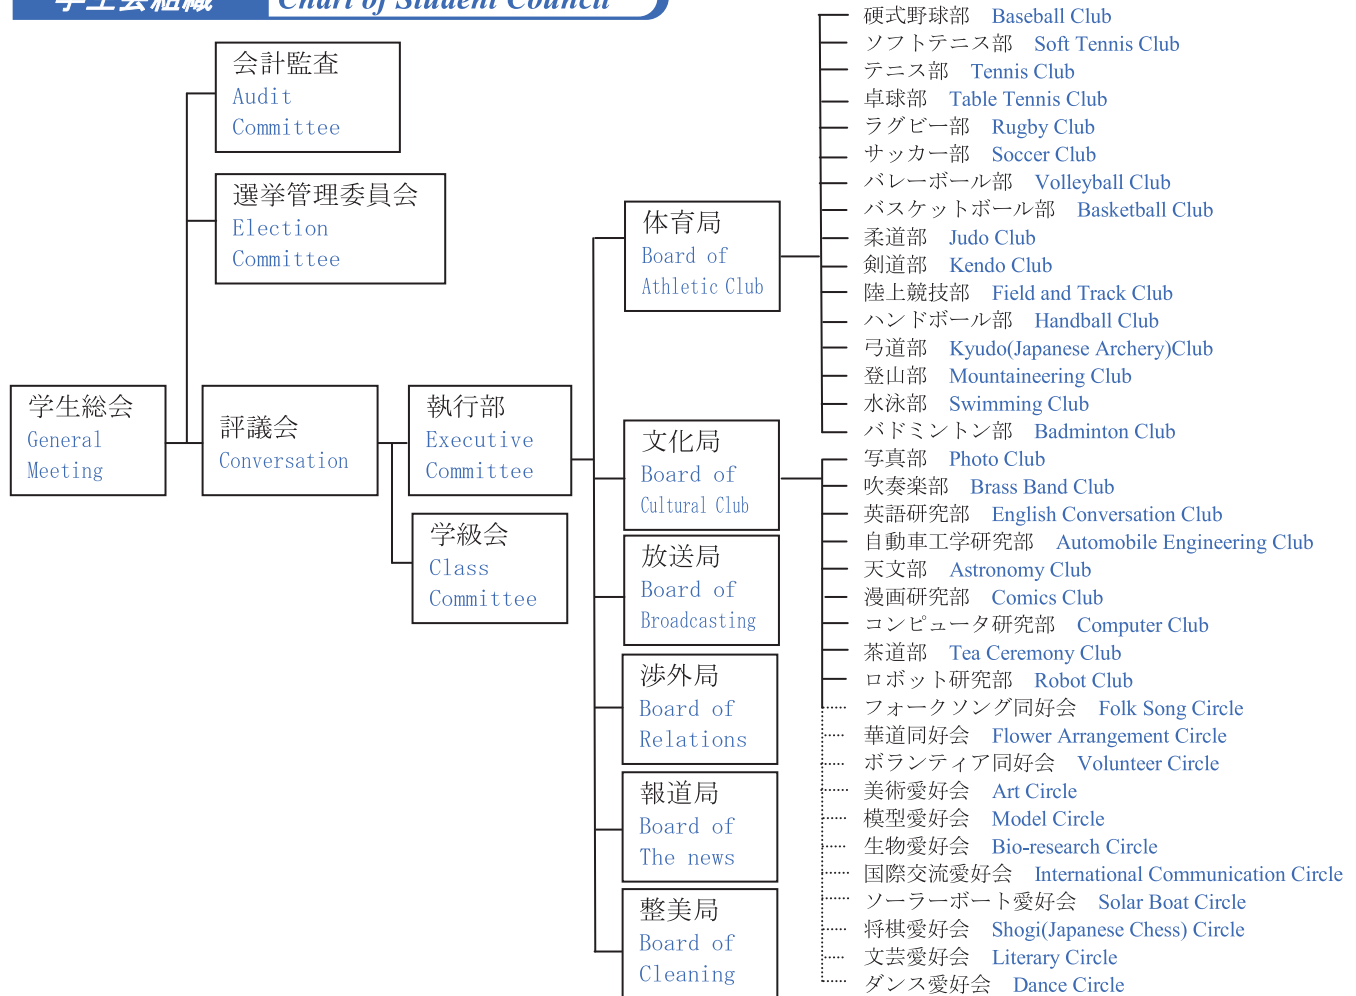 学生会組織
Chart of Student Council
会計監査
Audit
Committee
選挙管理委員会
Election
Committee
学生総会
General
Meeting
評議会
Conversation
執行部
Executive
Committee
学級会
Class
Committee
体育局
Board of
Athletic Club
文化局
Board of
Cultural Club
放送局
Board of
Broadcasting
渉外局
Board of
Relations
報道局
Board of
The news
整美局
Board of
Cleaning
硬式野球部 Baseball Club
ソフトテニス部 Soft Tennis Club
テニス部 Tennis Club
卓球部 Table Tennis Club
ラグビー部 Rugby Club
サッカー部 Soccer Club
バレーボール部 Volleyball Club
バスケットボール部 Basketball Club
柔道部 Judo Club
剣道部 Kendo Club
陸上競技部 Field and Track Club
ハンドボール部 Handball Club
弓道部 Kyudo(Japanese Archery)Club
登山部 Mountaineering Club
水泳部 Swimming Club
バドミントン部 Badminton Club
写真部 Photo Club
吹奏楽部 Brass Band Club
英語研究部 English Conversation Club
自動車工学研究部 Automobile Engineering Club
天文部 Astronomy Club
漫画研究部 Comics Club
コンピュータ研究部 Computer Club
茶道部 Tea Ceremony Club
ロボット研究部 Robot Club
フォークソング同好会 Folk Song Circle
華道同好会 Flower Arrangement Circle
ボランティア同好会 Volunteer Circle
美術愛好会 Art Circle
模型愛好会 Model Circle
生物愛好会 Bio-research Circle
国際交流愛好会 International Communication Circle
ソーラーボート愛好会 Solar Boat Circle
将棋愛好会 Shogi(Japanese Chess) Circle
文芸愛好会 Literary Circle
ダンス愛好会 Dance Circle